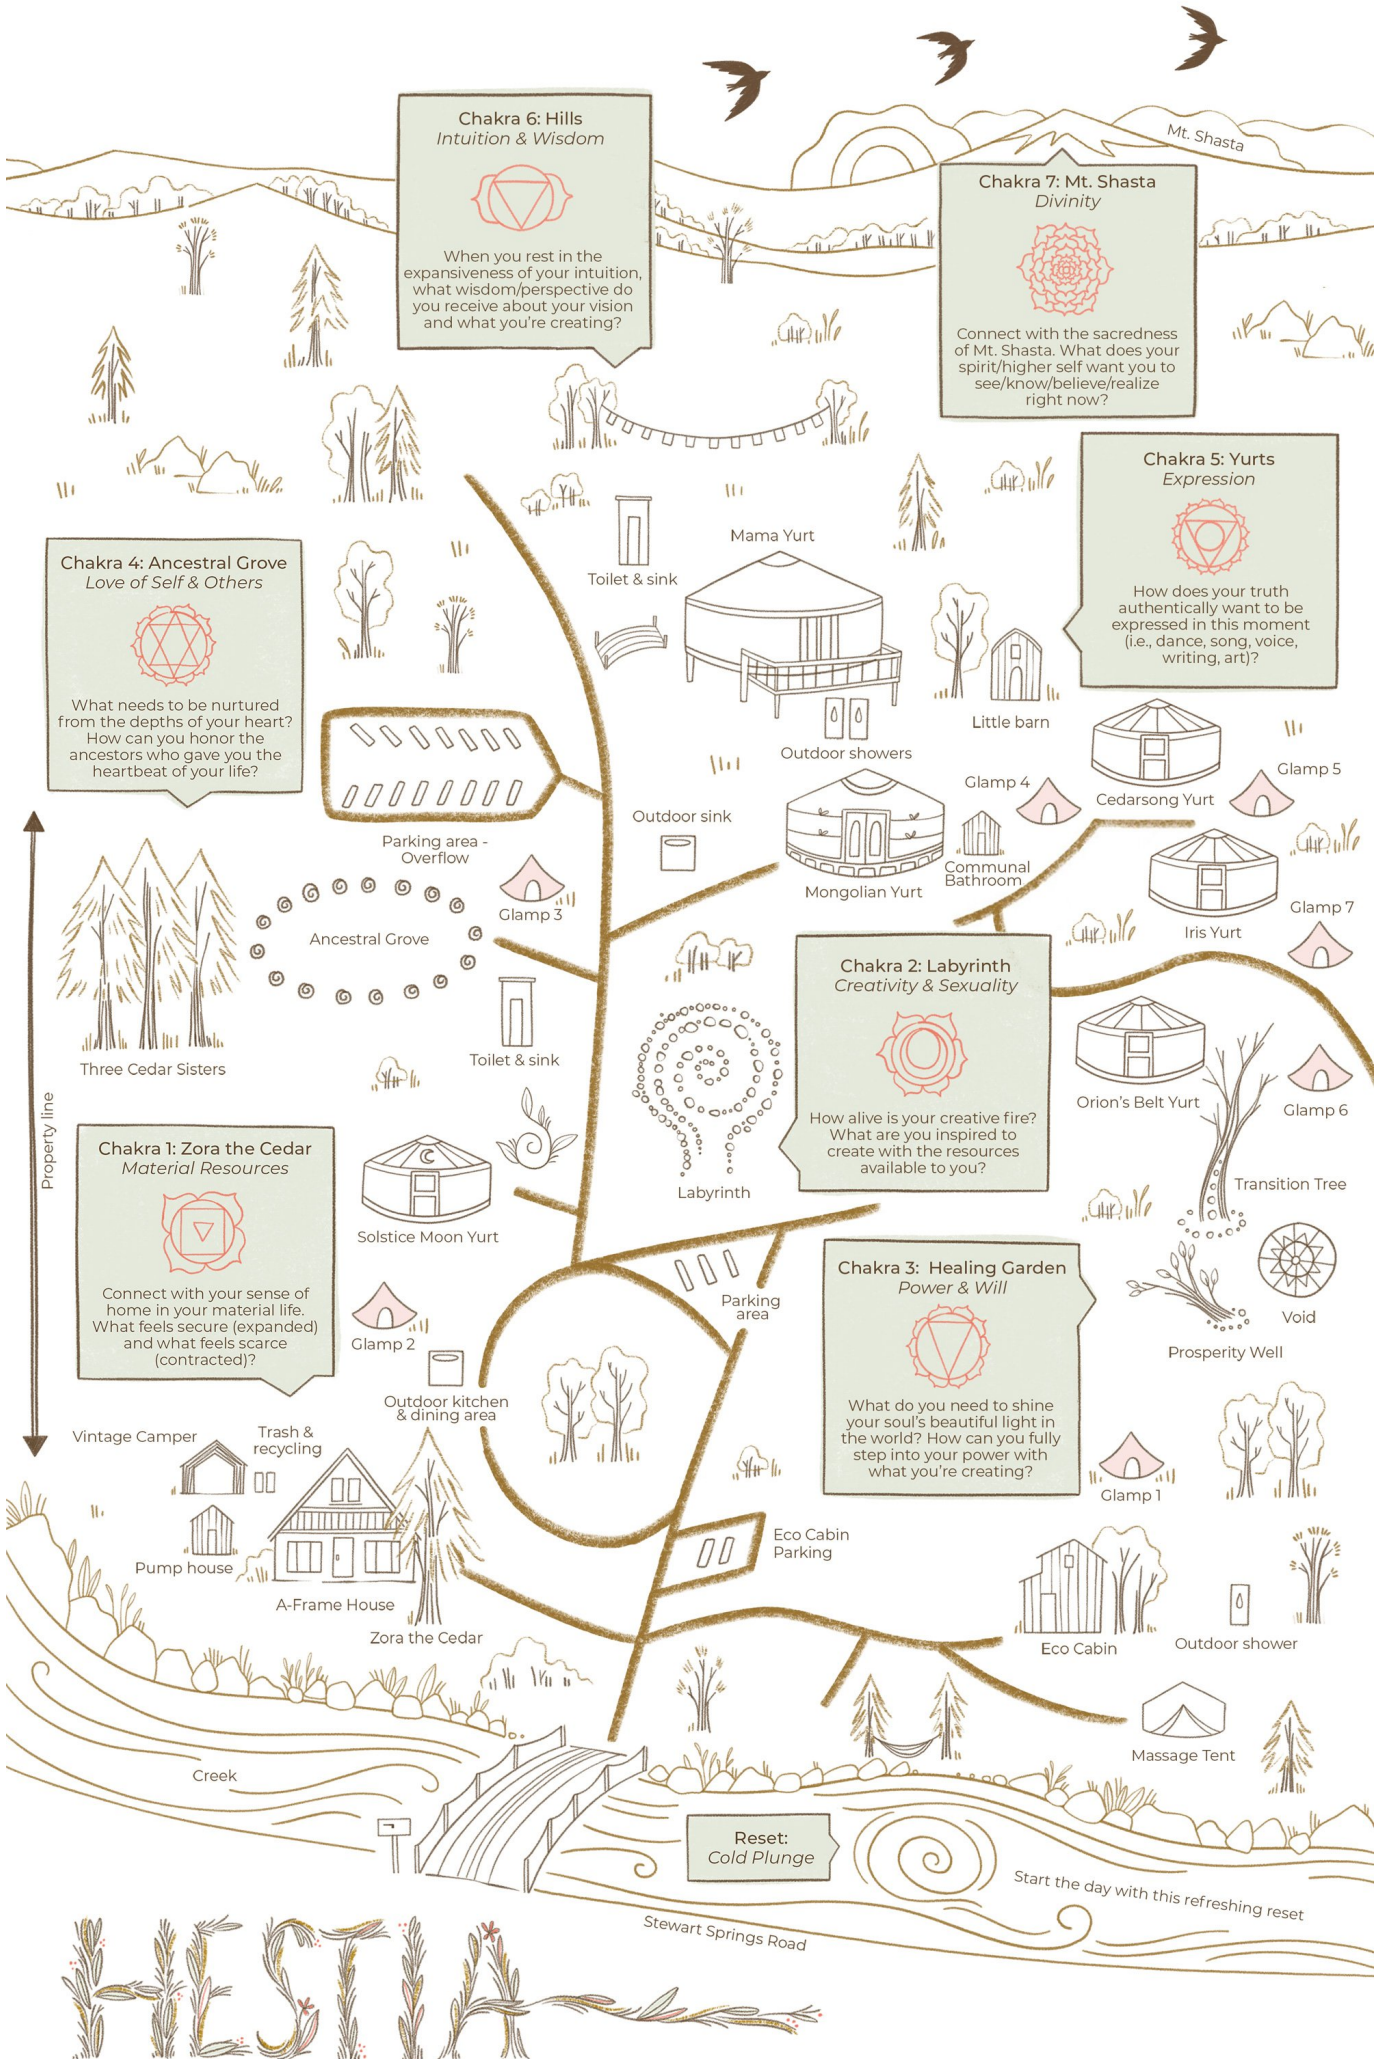 Mt. Shasta
Chakra 6: Hills
Intuition & Wisdom
When you rest in the
expansiveness of your intuition,
what wisdom/perspective do
you receive about your vision
and what you're creating?
Chakra 7: Mt. Shasta
Divinity
Connect with the sacredness
of Mt. Shasta. What does your
spirit/higher self want you to
see/know/believe/realize
right now?
Chakra 5: Yurts
Expression
How does your truth
authentically want to be
expressed in this moment
(i.e., dance, song, voice,
writing, art)?
Mama Yurt
Toilet & sink
Chakra 4: Ancestral Grove
Love of Self & Others
What needs to be nurtured
from the depths of your heart?
How can you honor the
ancestors who gave you the
heartbeat of your life?
Little barn
Outdoor showers
Glamp 4
Glamp 5
Cedarsong Yurt
Outdoor sink
Parking area -
Overflow
Communal
Bathroom
Mongolian Yurt
Glamp 3
Glamp 7
Iris Yurt
Ancestral Grove
Chakra 2: Labyrinth
Creativity & Sexuality
How alive is your creative fire?
What are you inspired to
create with the resources
available to you?
Toilet & sink
Three Cedar Sisters
Property line
Orion's Belt Yurt
Glamp 6
Chakra 1: Zora the Cedar
Material Resources
Connect with your sense of
home in your material life.
What feels secure (expanded)
and what feels scarce
(contracted)?
Labyrinth
Transition Tree
Solstice Moon Yurt
Chakra 3: Healing Garden
Power & Will
What do you need to shine
your soul's beautiful light in
the world? How can you fully
step into your power with
what you're creating?
Parking
area
Void
Glamp 2
Prosperity Well
Outdoor kitchen
& dining area
Vintage Camper
Trash &
recycling
Glamp 1
Eco Cabin
Parking
Pump house
A-Frame House
Zora the Cedar
Eco Cabin
Outdoor shower
Massage Tent
Creek
Reset:
Cold Plunge
Start the day with this refreshing reset
Stewart Springs Road
HESTIA